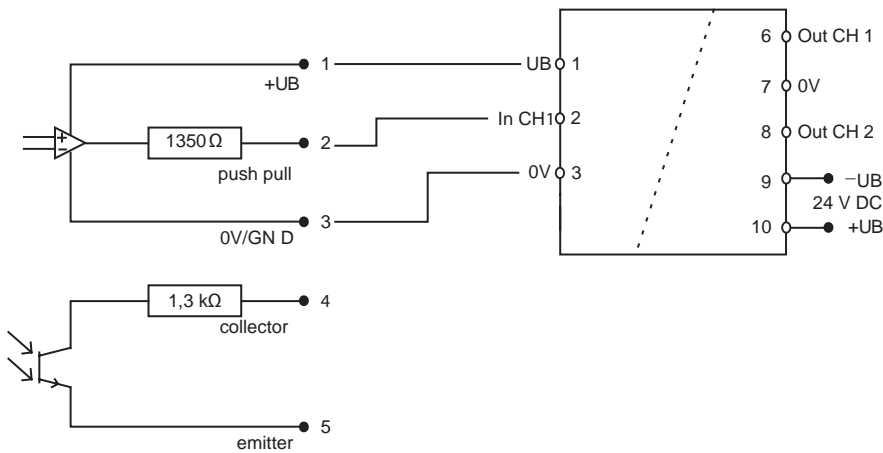 1
+UB
1350 Ω
2
push pull
3
0V/GN D
1,3 kΩ
4
collector
5
emitter
UB 1
In CH1 2
0V 3
6 Out CH 1
7 0V
8 Out CH 2
9 −UB
24 V DC
10 +UB
+
−